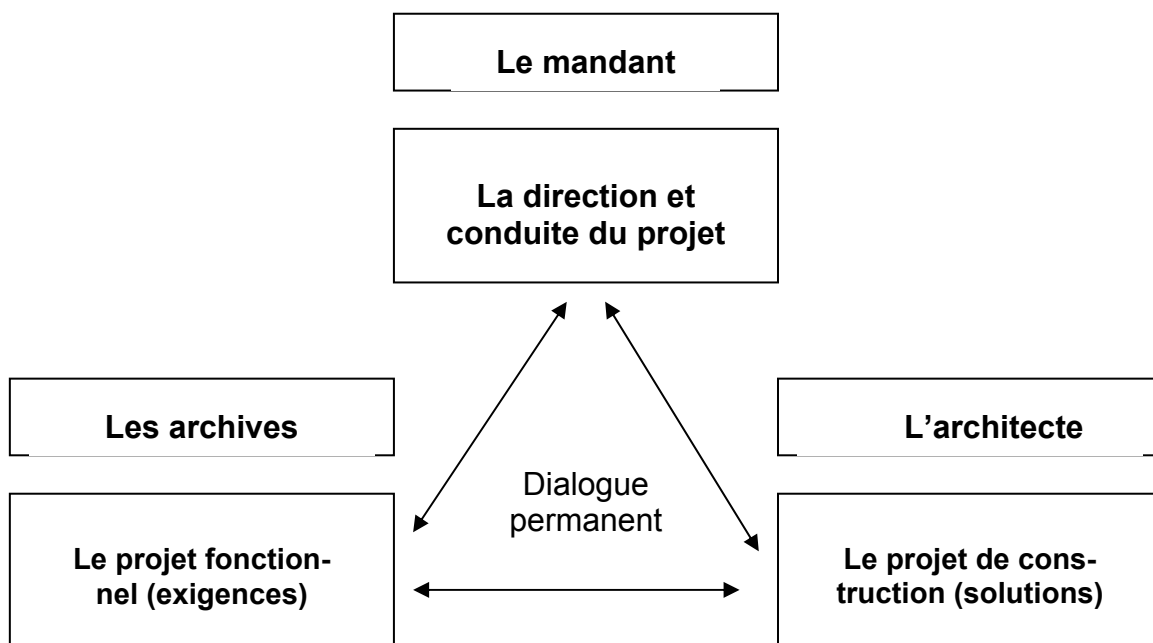 Le mandant
La direction et
conduite du projet
Les archives
L’architecte
Dialogue
permanent
Le projet fonction-
nel (exigences)
Le projet de cons-
truction (solutions)